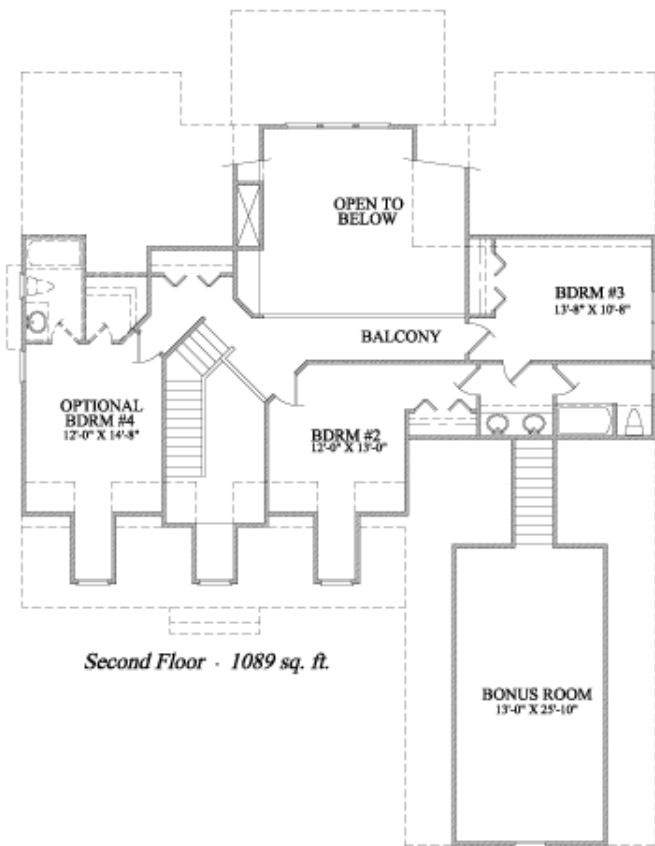 OPEN TO
BELOW
BDRM #3
13'-8" X 10'-8"
BALCONY
OPTIONAL
BDRM #4
12'-0" X 14'-8"
BDRM #2
12'-0" X 13'-0"
Second Floor - 1089 sq. ft.
BONUS ROOM
13'-0" X 25'-10"